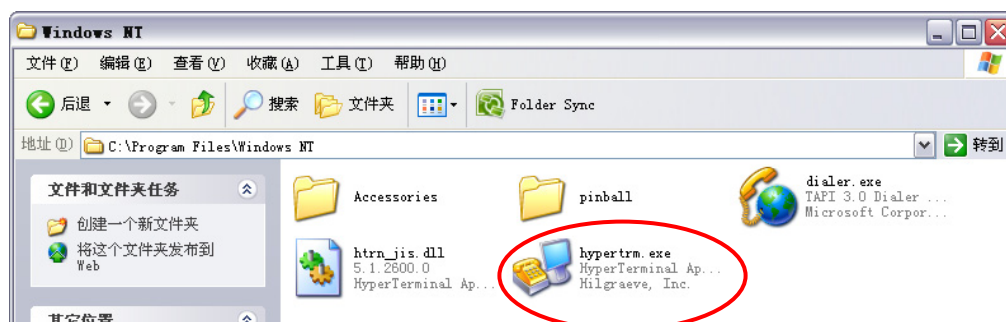 Windows NT
文件(F) 编辑(E) 查看(V) 收藏(A) 工具(T) 帮助(H)
后退 搜索 文件夹 Folder Sync
地址(D) C:\Program Files\Windows NT 转到
文件和文件夹任务
创建一个新文件夹
将这个文件夹发布到
Web
其它位置
Accessories
pinball
dialer.exe
TAPI 3.0 Dialer ...
Microsoft Corpor...
htrn_jis.dll
5.1.2600.0
HyperTerminal Ap...
hypertrm.exe
HyperTerminal Ap...
Hilgraeve, Inc.